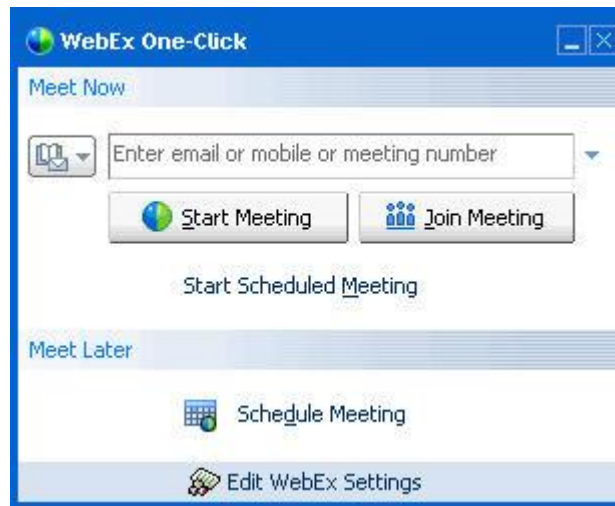 WebEx One-Click
Meet Now
Enter email or mobile or meeting number
Start Meeting Join Meeting
Start Scheduled Meeting
Meet Later
Schedule Meeting
Edit WebEx Settings